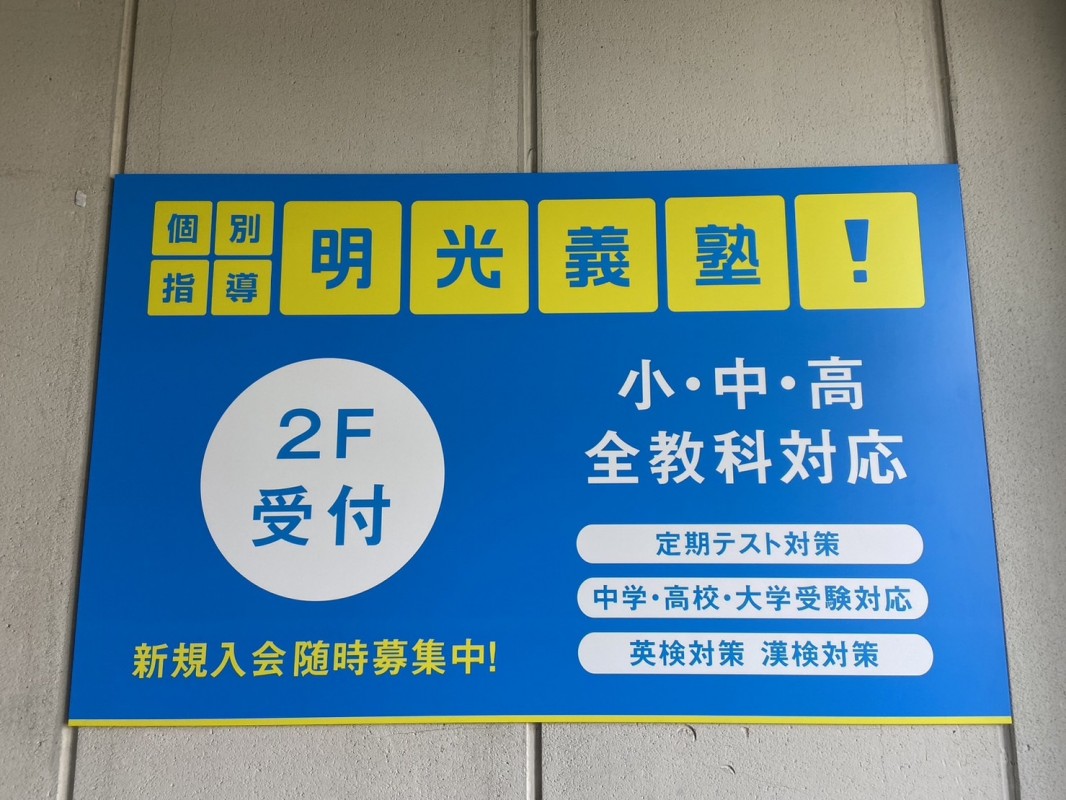 個別
指導
明光義塾!
2F
受付
新規入会随時募集中!
小・中・高
全教科対応
定期テスト対策
中学・高校・大学受験対応
英検対策 漢検対策